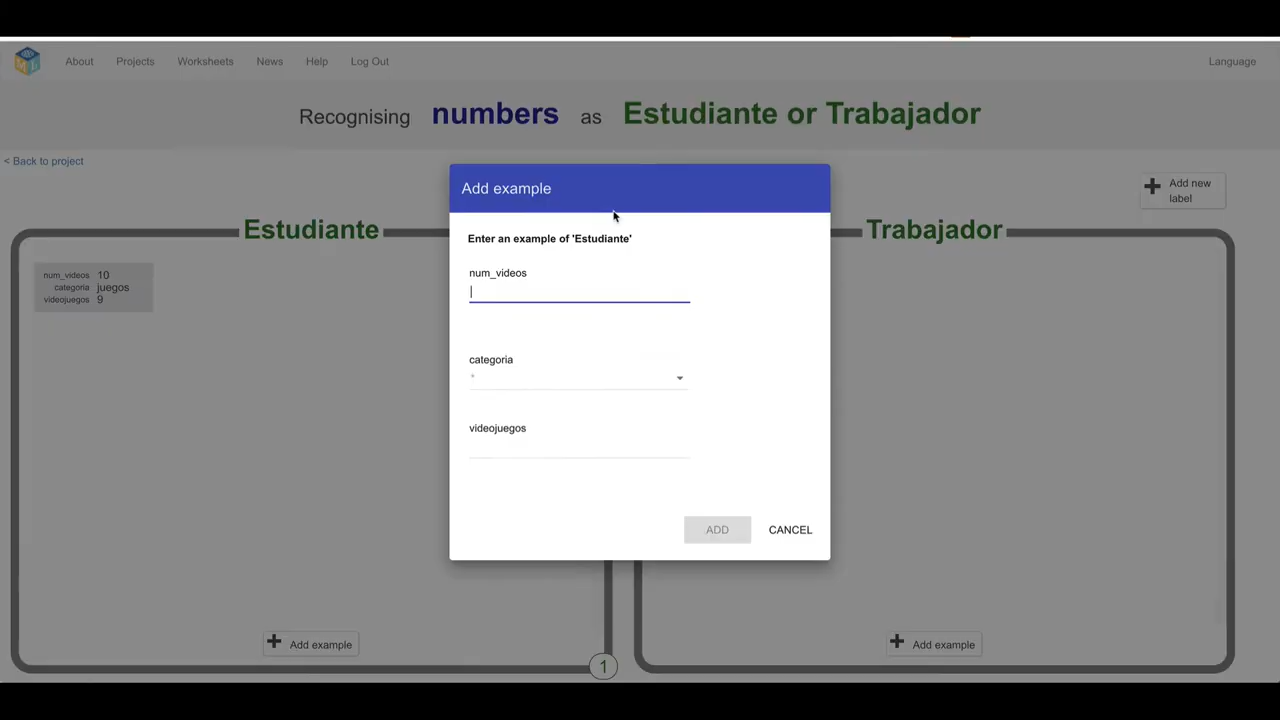 About Projects Worksheets News Help Log Out Language
Recognising numbers as Estudiante or Trabajador
< Back to project
Add new
label
Estudiante
Trabajador
num_videos 10
categoria juegos
videojuegos 9
Add example
Enter an example of 'Estudiante'
num_videos
categoria
*
videojuegos
ADD CANCEL
Add example
Add example
1